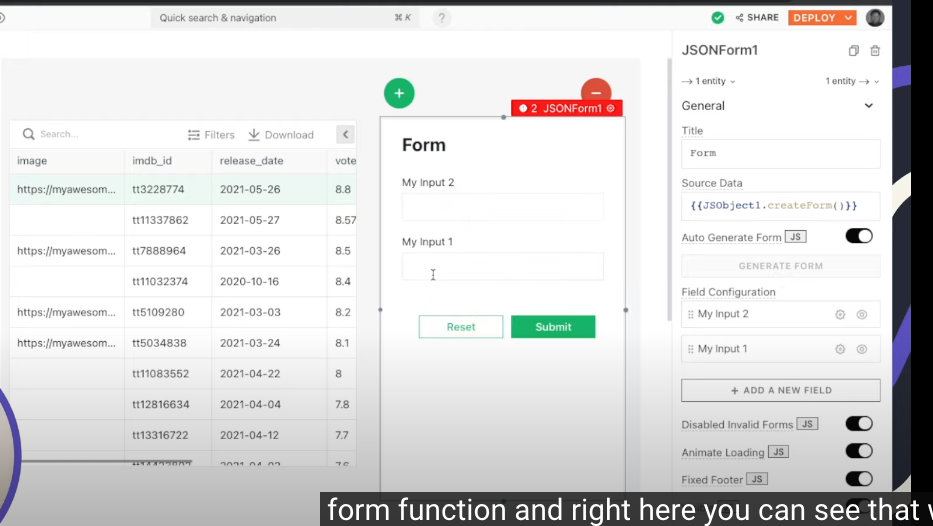 Quick search & navigation ⌘ K ?
SHARE DEPLOY
JSONForm1
→ 1 entity 1 entity →
General
Title
Form
Source Data
{{JSObject1.createForm()}}
Auto Generate Form JS
GENERATE FORM
Field Configuration
My Input 2
My Input 1
+ ADD A NEW FIELD
Disabled Invalid Forms JS
Animate Loading JS
Fixed Footer JS
+ −
2 JSONForm1
Form
My Input 2
My Input 1
Reset Submit
Search... Filters Download
image imdb_id release_date vote
https://myawesom... tt3228774 2021-05-26 8.8
tt11337862 2021-05-27 8.57
https://myawesom... tt7888964 2021-03-26 8.5
tt11032374 2020-10-16 8.4
https://myawesom... tt5109280 2021-03-03 8.2
https://myawesom... tt5034838 2021-03-24 8.1
tt11083552 2021-04-22 8
tt12816634 2021-04-04 7.8
tt13316722 2021-04-12 7.7
form function and right here you can see that w